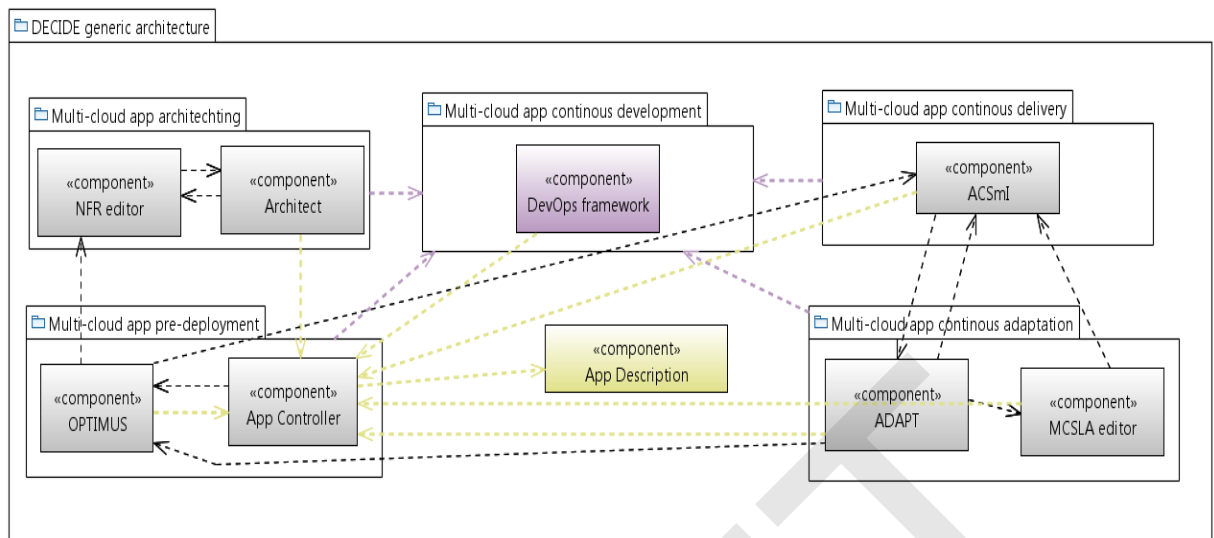 DECIDE generic architecture
Multi-cloud app architechting
«component»
NFR editor
«component»
Architect
Multi-cloud app continous development
«component»
DevOps framework
Multi-cloud app continous delivery
«component»
ACSmI
Multi-cloud app pre-deployment
«component»
OPTIMUS
«component»
App Controller
«component»
App Description
Multi-cloud app continous adaptation
«component»
ADAPT
«component»
MCSLA editor